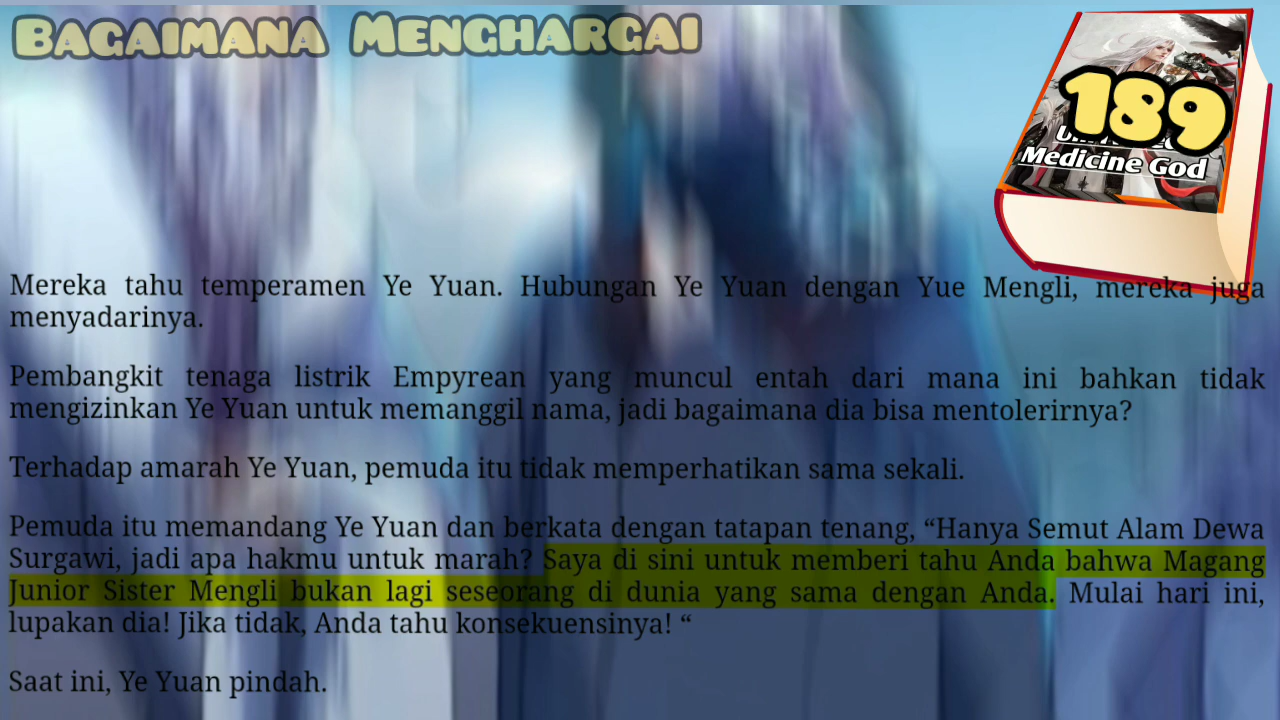 Bagaimana Menghargai
189
Medicine God
Mereka tahu temperamen Ye Yuan. Hubungan Ye Yuan dengan Yue Mengli, mereka juga
menyadarinya.
Pembangkit tenaga listrik Empyrean yang muncul entah dari mana ini bahkan tidak
mengizinkan Ye Yuan untuk memanggil nama, jadi bagaimana dia bisa mentolerirnya?
Terhadap amarah Ye Yuan, pemuda itu tidak memperhatikan sama sekali.
Pemuda itu memandang Ye Yuan dan berkata dengan tatapan tenang, “Hanya Semut Alam Dewa
Surgawi, jadi apa hakmu untuk marah? Saya di sini untuk memberi tahu Anda bahwa Magang
Junior Sister Mengli bukan lagi seseorang di dunia yang sama dengan Anda. Mulai hari ini,
lupakan dia! Jika tidak, Anda tahu konsekuensinya! “
Saat ini, Ye Yuan pindah.